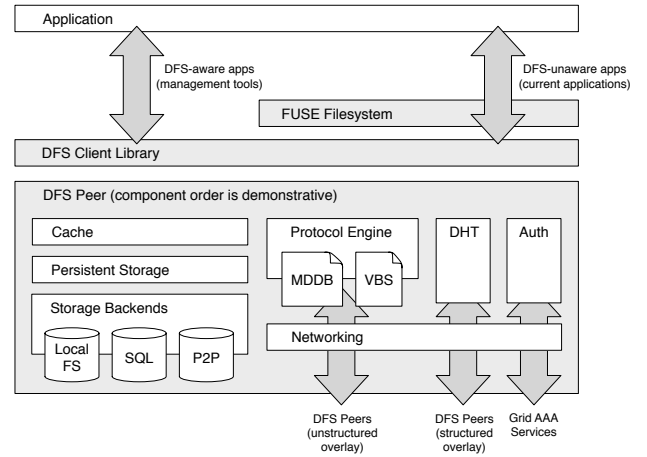 Application
DFS-aware apps
(management tools)
DFS-unaware apps
(current applications)
FUSE Filesystem
DFS Client Library
DFS Peer (component order is demonstrative)
Cache
Persistent Storage
Storage Backends
Local
FS
SQL
P2P
Protocol Engine
MDDB
VBS
DHT
Auth
Networking
DFS Peers
(unstructured
overlay)
DFS Peers
(structured
overlay)
Grid AAA
Services